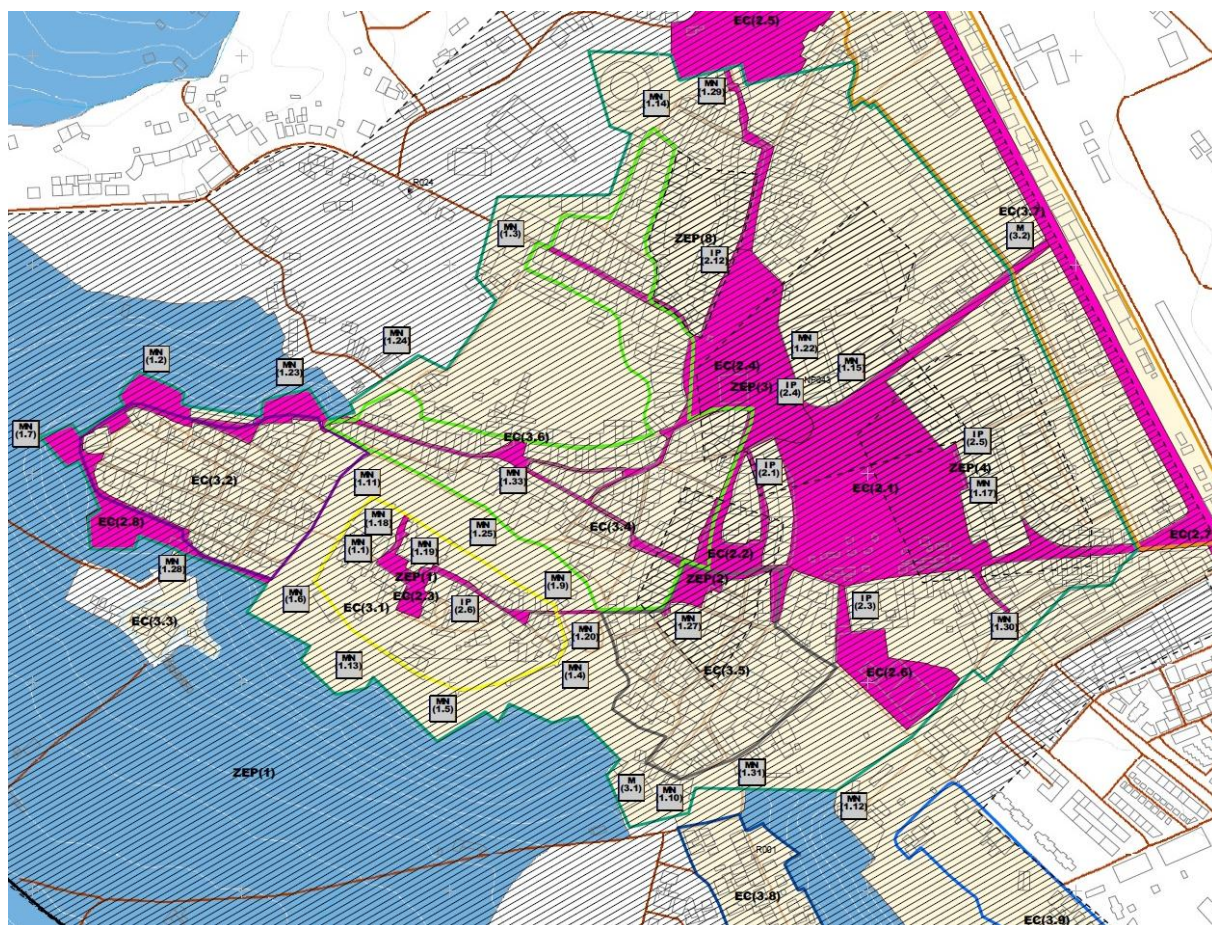 EC(2.5)
MN
(1.29)
MN
(1.14)
R024
EC(3.7)
M
(3.2)
MN
(1.3)
ZEP(8)
IP
(2.12)
MN
(1.24)
MN
(1.22)
MN
(1.2)
MN
(1.23)
EC(2.4)
MN
(1.15)
ZEP(3)
IP
(2.4)
MN
(1.7)
EC(3.6)
IP
(2.5)
ZEP(4)
IP
(2.1)
EC(3.2)
MN
(1.11)
MN
(1.33)
EC(2.1)
MN
(1.17)
EC(2.8)
MN
(1.18)
MN
(1.25)
EC(3.4)
EC(2.7)
MN
(1.1)
MN
(1.19)
EC(2.2)
MN
(1.28)
ZEP(1)
ZEP(2)
MN
(1.9)
MN
(1.6)
EC(2.3)
EC(3.1)
IP
(2.6)
IP
(2.3)
EC(3.3)
MN
(1.27)
MN
(1.30)
MN
(1.20)
MN
(1.13)
MN
(1.4)
EC(3.5)
EC(2.6)
MN
(1.5)
ZEP(1)
M
(3.1)
MN
(1.10)
MN
(1.31)
MN
(1.12)
R001
EC(3.8)
EC(3.9)